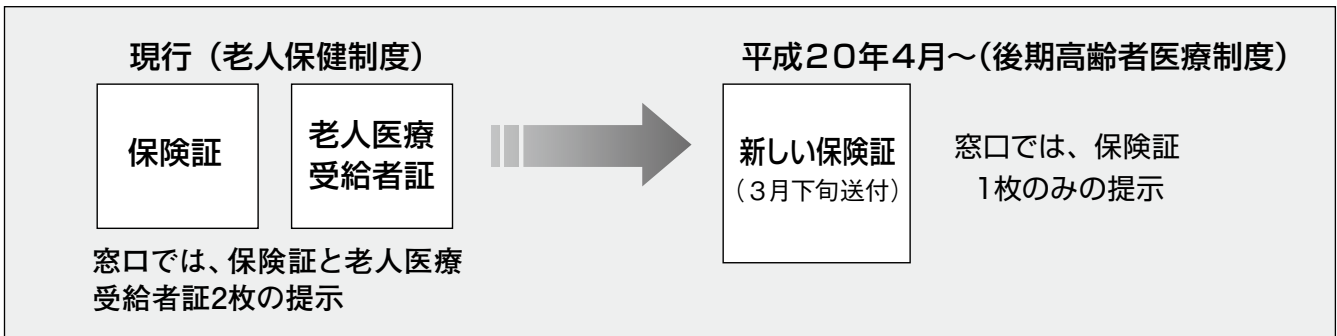 現行（老人保健制度）
保険証
老人医療
受給者証
窓口では、保険証と老人医療
受給者証2枚の提示
平成２０年４月〜（後期高齢者医療制度）
新しい保険証
（３月下旬送付）
窓口では、保険証
1枚のみの提示